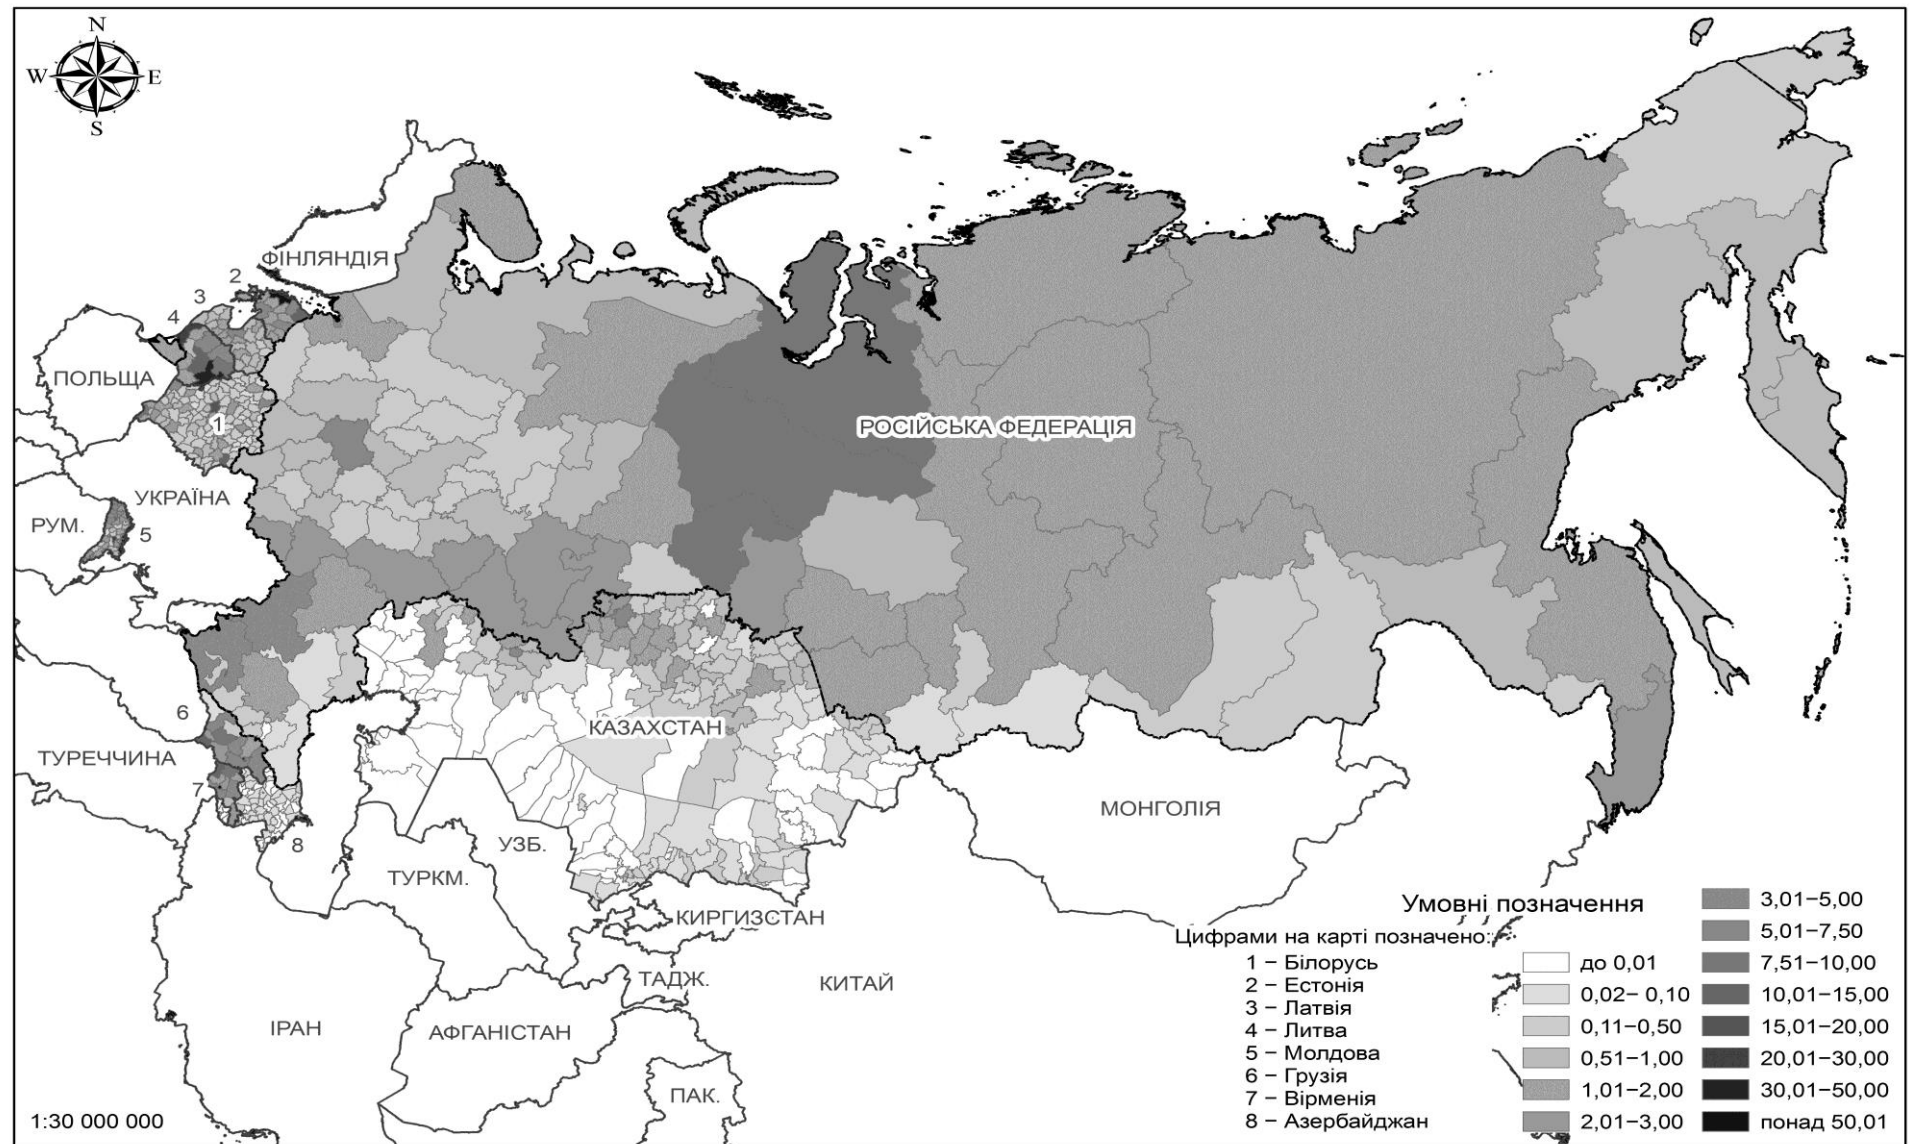 N
W E
S
ФІНЛЯНДІЯ
2
3
4
ПОЛЬЩА
1
РОСІЙСЬКА ФЕДЕРАЦІЯ
УКРАЇНА
РУМ.
5
6
КАЗАХСТАН
ТУРЕЧЧИНА
7
МОНГОЛІЯ
8
УЗБ.
ТУРКМ.
КИРГИЗСТАН
ТАДЖ.
КИТАЙ
ІРАН
АФГАНІСТАН
ПАК.
1:30 000 000
Умовні позначення
Цифрами на карті позначено:
1 – Білорусь
2 – Естонія
3 – Латвія
4 – Литва
5 – Молдова
6 – Грузія
7 – Вірменія
8 – Азербайджан
до 0,01
0,02– 0,10
0,11–0,50
0,51–1,00
1,01–2,00
2,01–3,00
3,01–5,00
5,01–7,50
7,51–10,00
10,01–15,00
15,01–20,00
20,01–30,00
30,01–50,00
понад 50,01